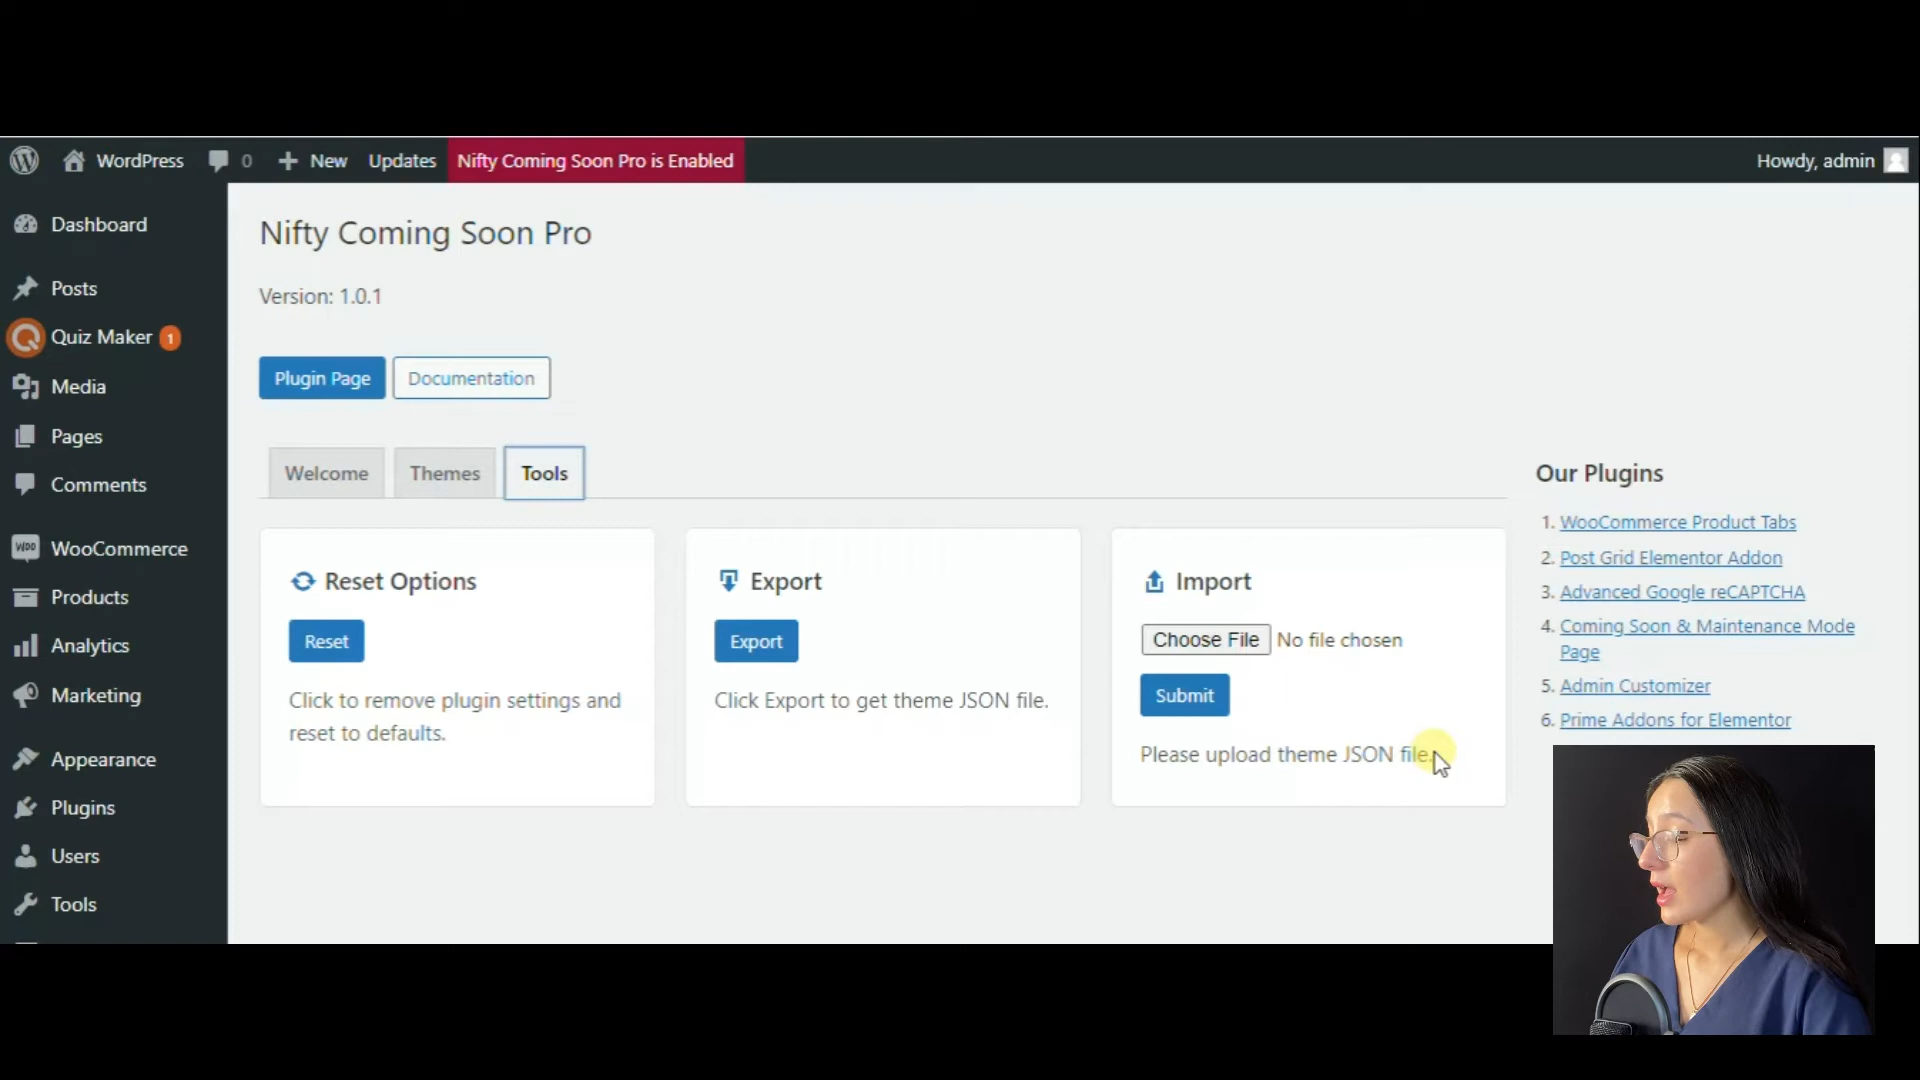 WordPress 0 New Updates Nifty Coming Soon Pro is Enabled Howdy, admin
Dashboard
Posts
Quiz Maker 1
Media
Pages
Comments
WOO WooCommerce
Products
Analytics
Marketing
Appearance
Plugins
Users
Tools
Nifty Coming Soon Pro
Version: 1.0.1
Plugin Page Documentation
Welcome Themes Tools
Reset Options
Reset
Click to remove plugin settings and
reset to defaults.
Export
Export
Click Export to get theme JSON file.
Import
Choose File No file chosen
Submit
Please upload theme JSON file.
Our Plugins
1. WooCommerce Product Tabs
2. Post Grid Elementor Addon
3. Advanced Google reCAPTCHA
4. Coming Soon & Maintenance Mode
Page
5. Admin Customizer
6. Prime Addons for Elementor